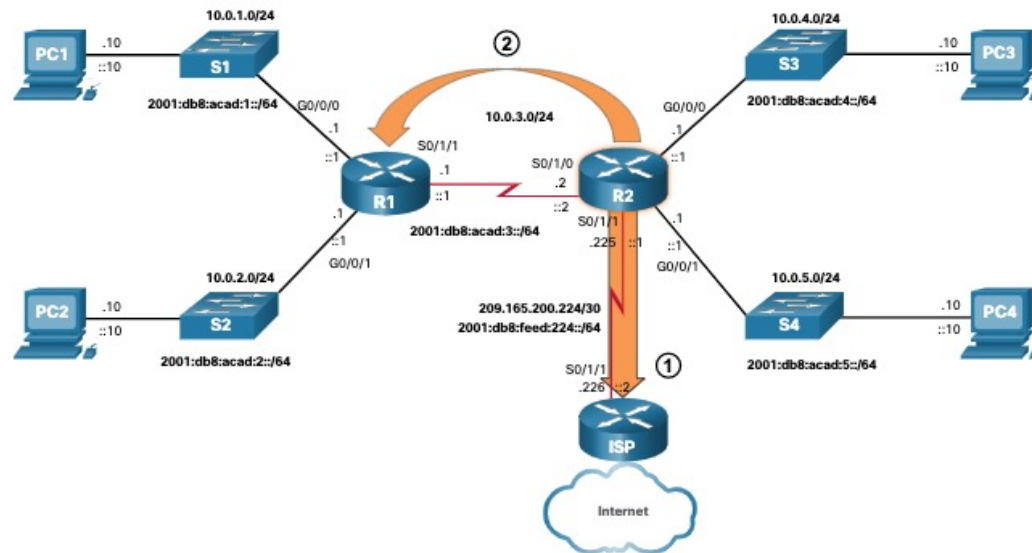 10.0.1.0/24
10.0.4.0/24
②
PC1
.10
::10
S1
S3
.10
::10
PC3
2001:db8:acad:1::/64
2001:db8:acad:4::/64
G0/0/0
.1
::1
10.0.3.0/24
G0/0/0
.1
::1
S0/1/1
.1
::1
R1
S0/1/0
.2
::2
R2
2001:db8:acad:3::/64
.1
::1
G0/0/1
S0/1/1
.225
::1
.1
::1
G0/0/1
10.0.2.0/24
10.0.5.0/24
PC2
.10
::10
S2
209.165.200.224/30
2001:db8:feed:224::/64
S4
.10
::10
PC4
2001:db8:acad:2::/64
2001:db8:acad:5::/64
S0/1/1
.226
::2
①
ISP
Internet